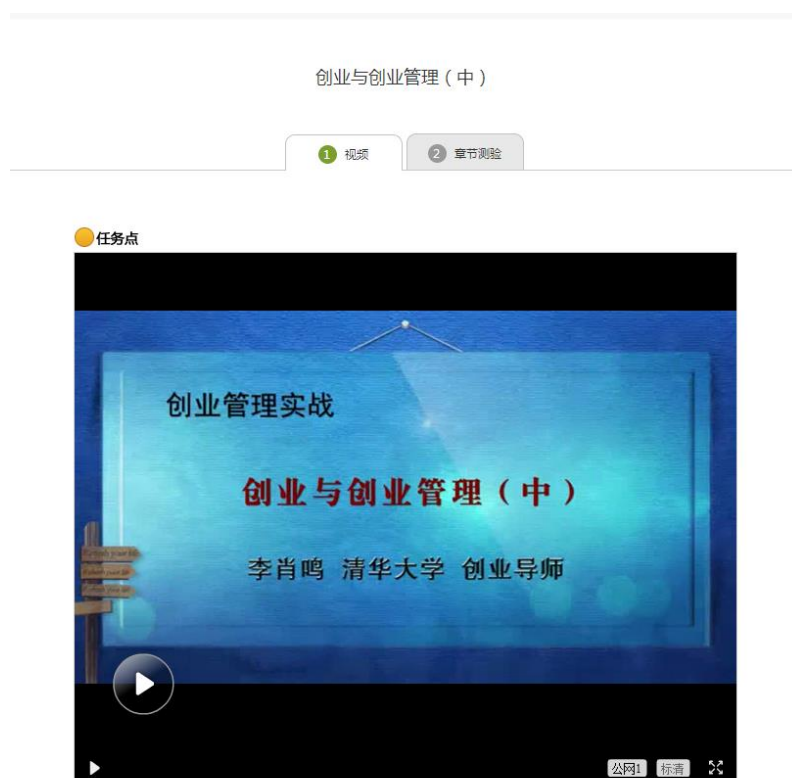 创业与创业管理（中）
1 视频
2 章节测验
任务点
创业管理实战
创业与创业管理（中）
李肖鸣 清华大学 创业导师
公网1 标清